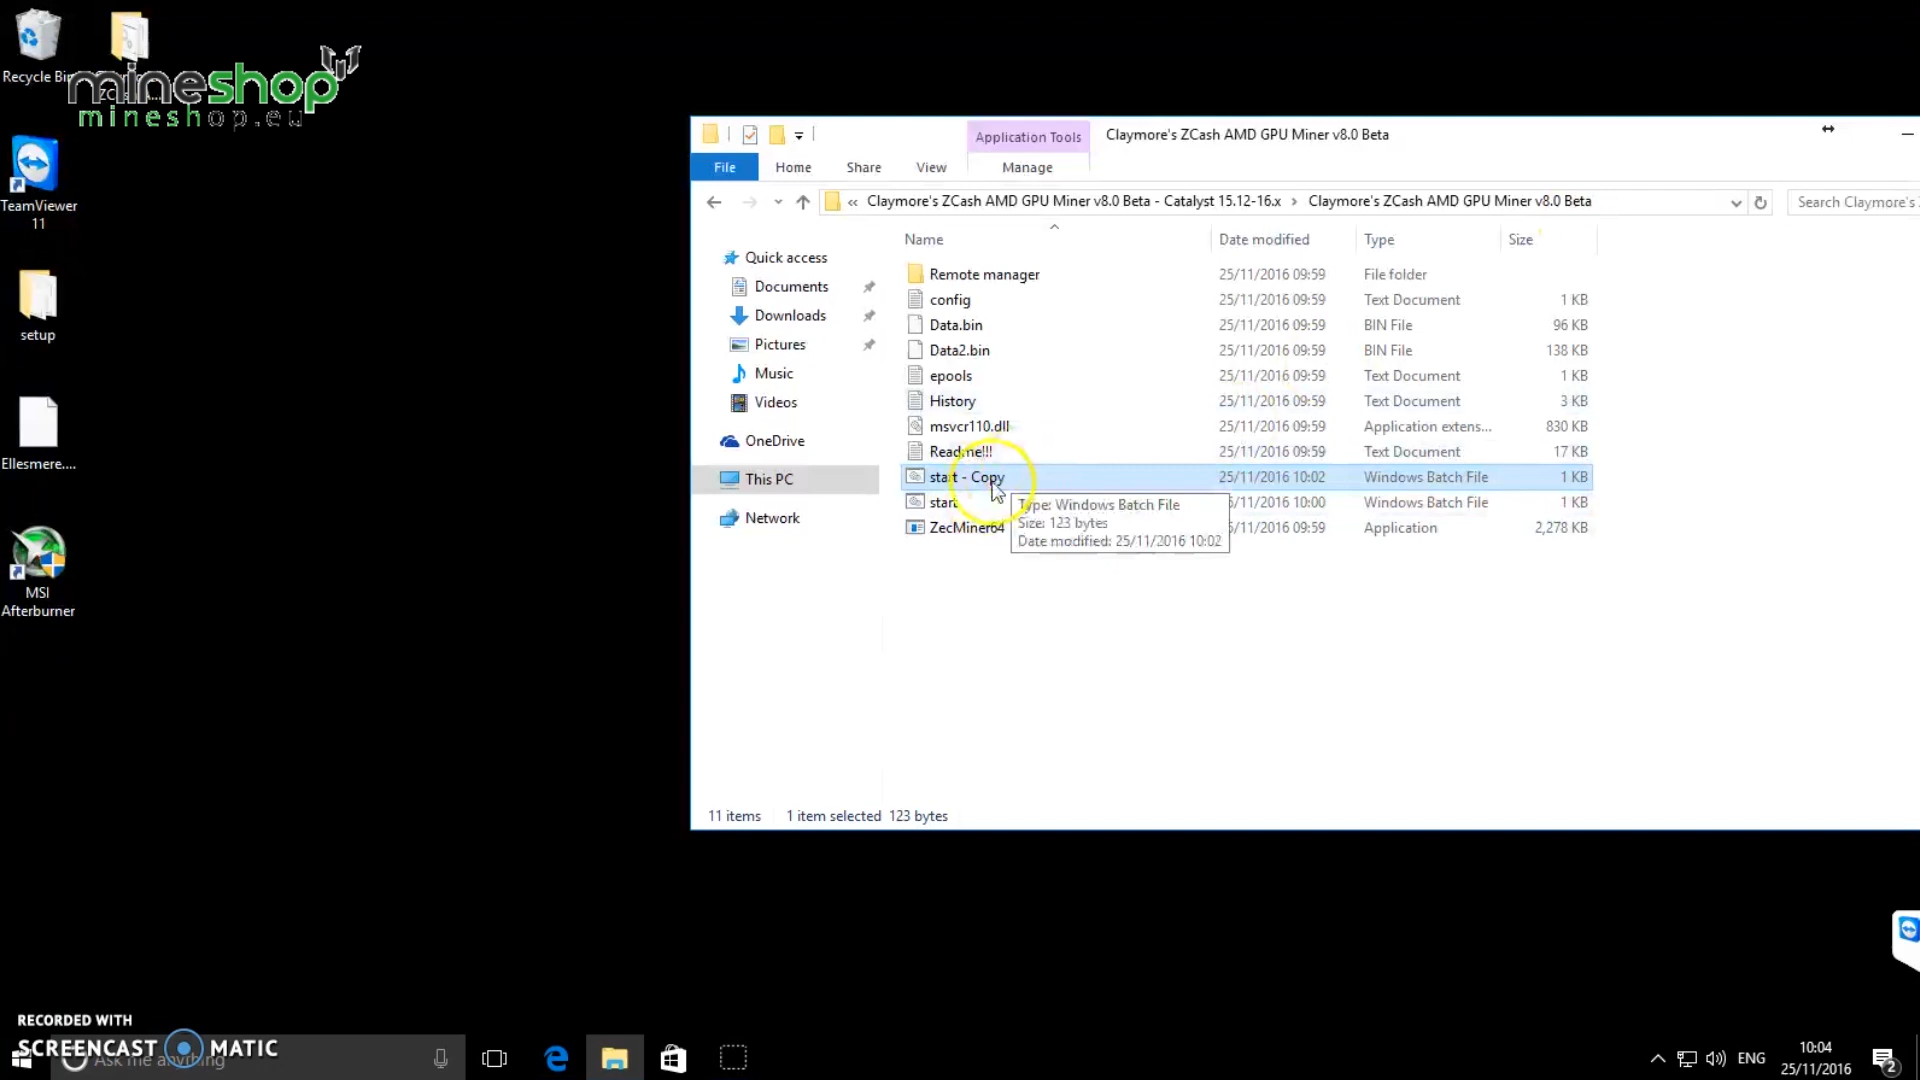 Recycle Bin
mineshop
mineshop.eu
TeamViewer
11
setup
Ellesmere....
MSI
Afterburner
Application Tools
Claymore's ZCash AMD GPU Miner v8.0 Beta
File
Home
Share
View
Manage
« Claymore's ZCash AMD GPU Miner v8.0 Beta - Catalyst 15.12-16.x > Claymore's ZCash AMD GPU Miner v8.0 Beta
Search Claymore's
Name
Date modified
Type
Size
Quick access
Documents
Downloads
Pictures
Music
Videos
OneDrive
This PC
Network
Remote manager 25/11/2016 09:59 File folder
config 25/11/2016 09:59 Text Document 1 KB
Data.bin 25/11/2016 09:59 BIN File 96 KB
Data2.bin 25/11/2016 09:59 BIN File 138 KB
epools 25/11/2016 09:59 Text Document 1 KB
History 25/11/2016 09:59 Text Document 3 KB
msvcr110.dll 25/11/2016 09:59 Application extens... 830 KB
Readme!!! 25/11/2016 09:59 Text Document 17 KB
start - Copy 25/11/2016 10:02 Windows Batch File 1 KB
start 5/11/2016 10:00 Windows Batch File 1 KB
ZecMiner64 5/11/2016 09:59 Application 2,278 KB
Type: Windows Batch File
Size: 123 bytes
Date modified: 25/11/2016 10:02
11 items 1 item selected 123 bytes
RECORDED WITH
SCREENCAST MATIC
Ask me anything
ENG
10:04
25/11/2016
2